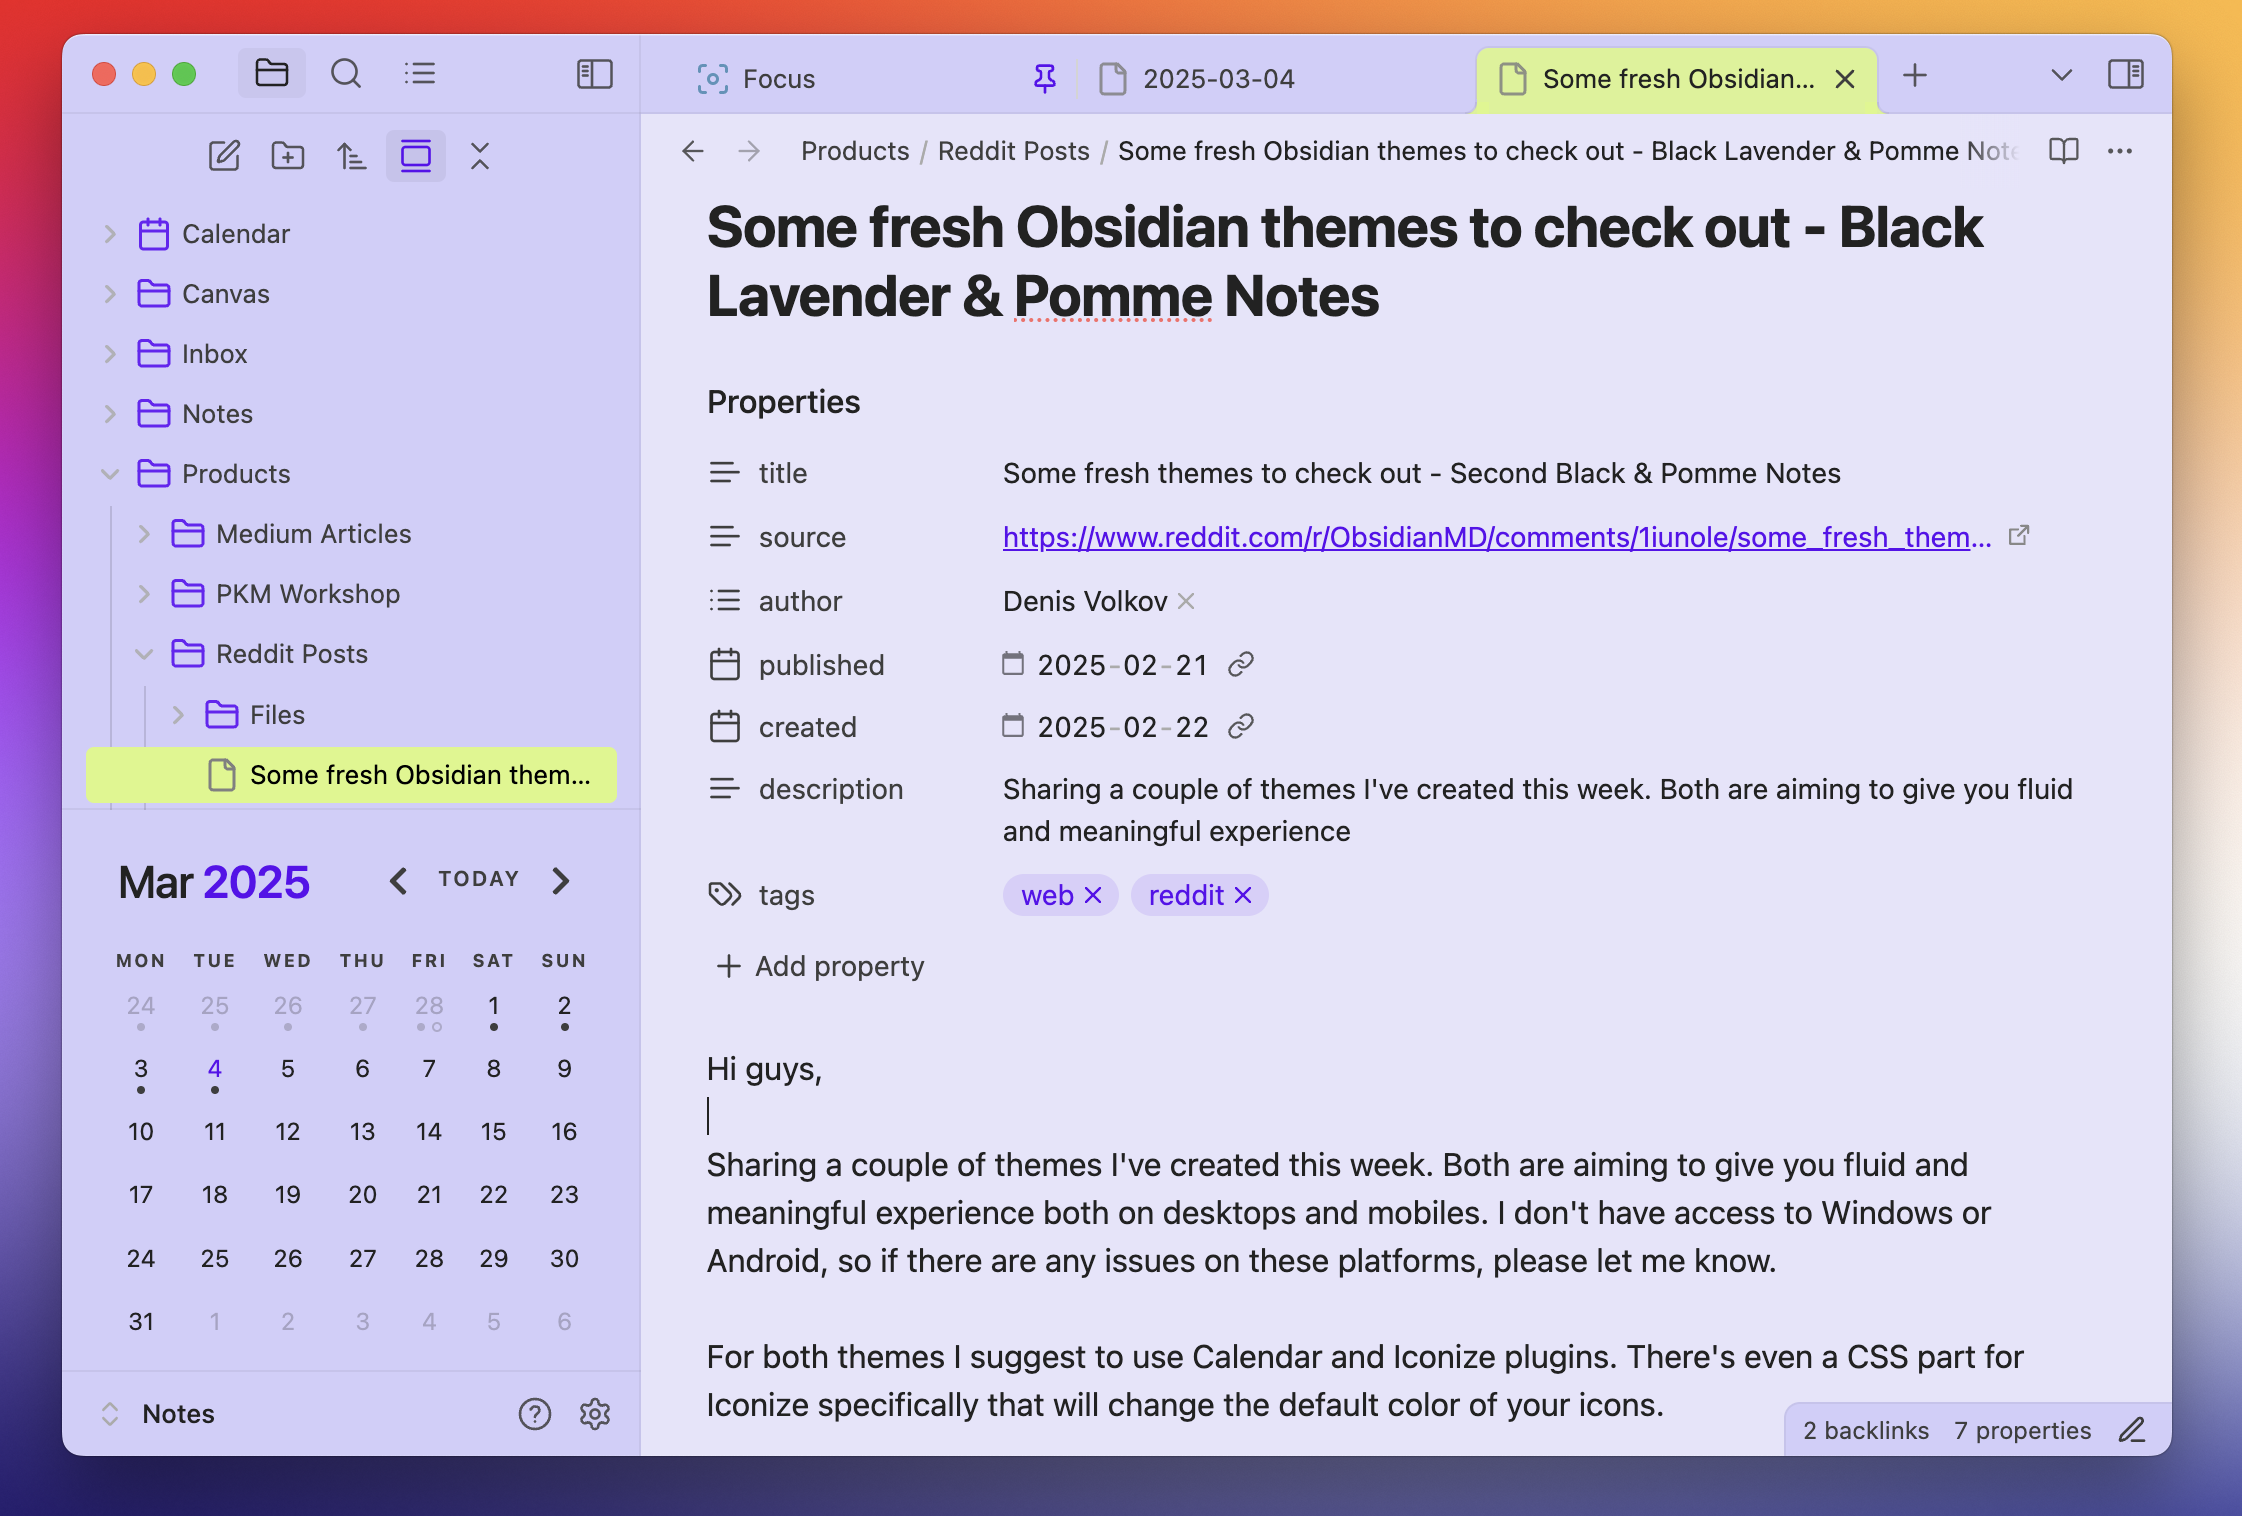 Focus
2025-03-04
Some fresh Obsidian...
Products / Reddit Posts / Some fresh Obsidian themes to check out - Black Lavender & Pomme Note
Calendar
Canvas
Inbox
Notes
Products
Medium Articles
PKM Workshop
Reddit Posts
Files
Some fresh Obsidian them...
Mar 2025
TODAY
MON TUE WED THU FRI SAT SUN
24 25 26 27 28 1 2
3 4 5 6 7 8 9
10 11 12 13 14 15 16
17 18 19 20 21 22 23
24 25 26 27 28 29 30
31 1 2 3 4 5 6
Notes
Some fresh Obsidian themes to check out - Black
Lavender & Pomme Notes
Properties
title Some fresh themes to check out - Second Black & Pomme Notes
source https://www.reddit.com/r/ObsidianMD/comments/1iunole/some_fresh_them...
author Denis Volkov
published 2025-02-21
created 2025-02-22
description Sharing a couple of themes I've created this week. Both are aiming to give you fluid
and meaningful experience
tags web reddit
Add property
Hi guys,
Sharing a couple of themes I've created this week. Both are aiming to give you fluid and
meaningful experience both on desktops and mobiles. I don't have access to Windows or
Android, so if there are any issues on these platforms, please let me know.
For both themes I suggest to use Calendar and Iconize plugins. There's even a CSS part for
Iconize specifically that will change the default color of your icons.
2 backlinks 7 properties